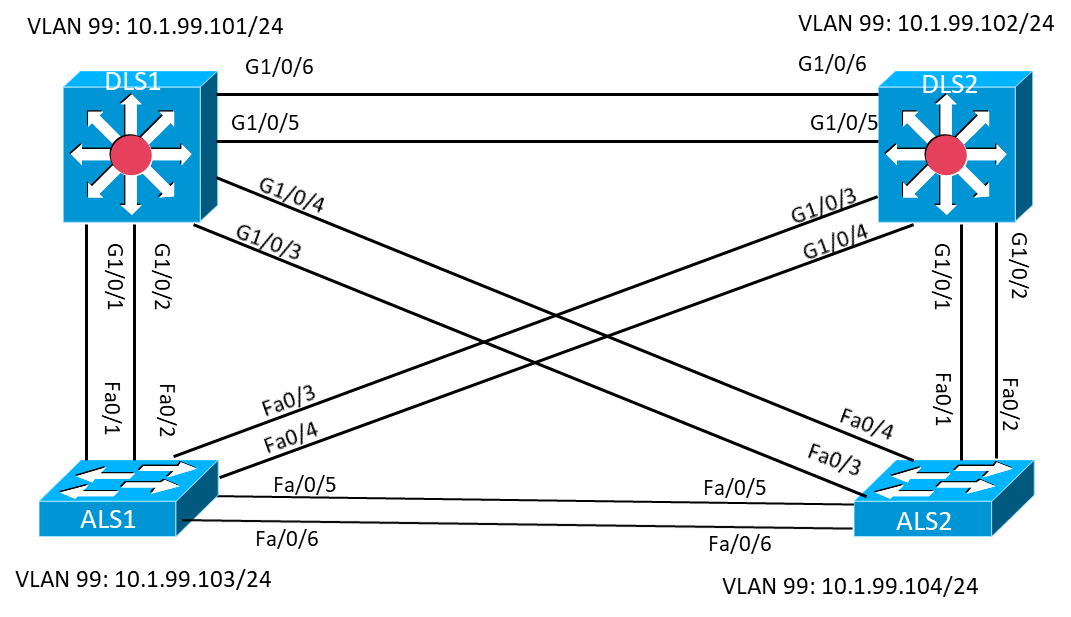 VLAN 99: 10.1.99.101/24
VLAN 99: 10.1.99.102/24
DLS1
DLS2
G1/0/6
G1/0/6
G1/0/5
G1/0/5
G1/0/4
G1/0/3
G1/0/3
G1/0/4
G1/0/1
G1/0/2
G1/0/1
G1/0/2
Fa0/1
Fa0/2
Fa0/3
Fa0/4
Fa0/4
Fa0/3
Fa0/1
Fa0/2
Fa/0/5
Fa/0/5
ALS1
ALS2
Fa/0/6
Fa/0/6
VLAN 99: 10.1.99.103/24
VLAN 99: 10.1.99.104/24